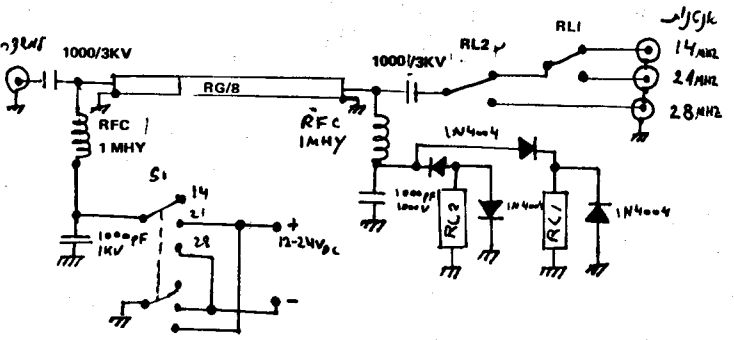 1000/3KV
RG/8
RFC
1 MHY
S1
14
21
28
1000pF
1KV
+
12-24VDC
-
RFC
1MHY
1000/3KV
RL2
RL1
14MHZ
21MHZ
28MHZ
1N4004
1000pF
1000V
RL2
1N4004
RL1
1N4004